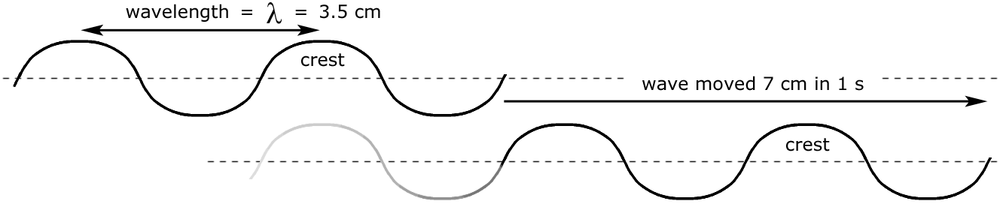 wavelength = λ = 3.5 cm
crest
wave moved 7 cm in 1 s
crest